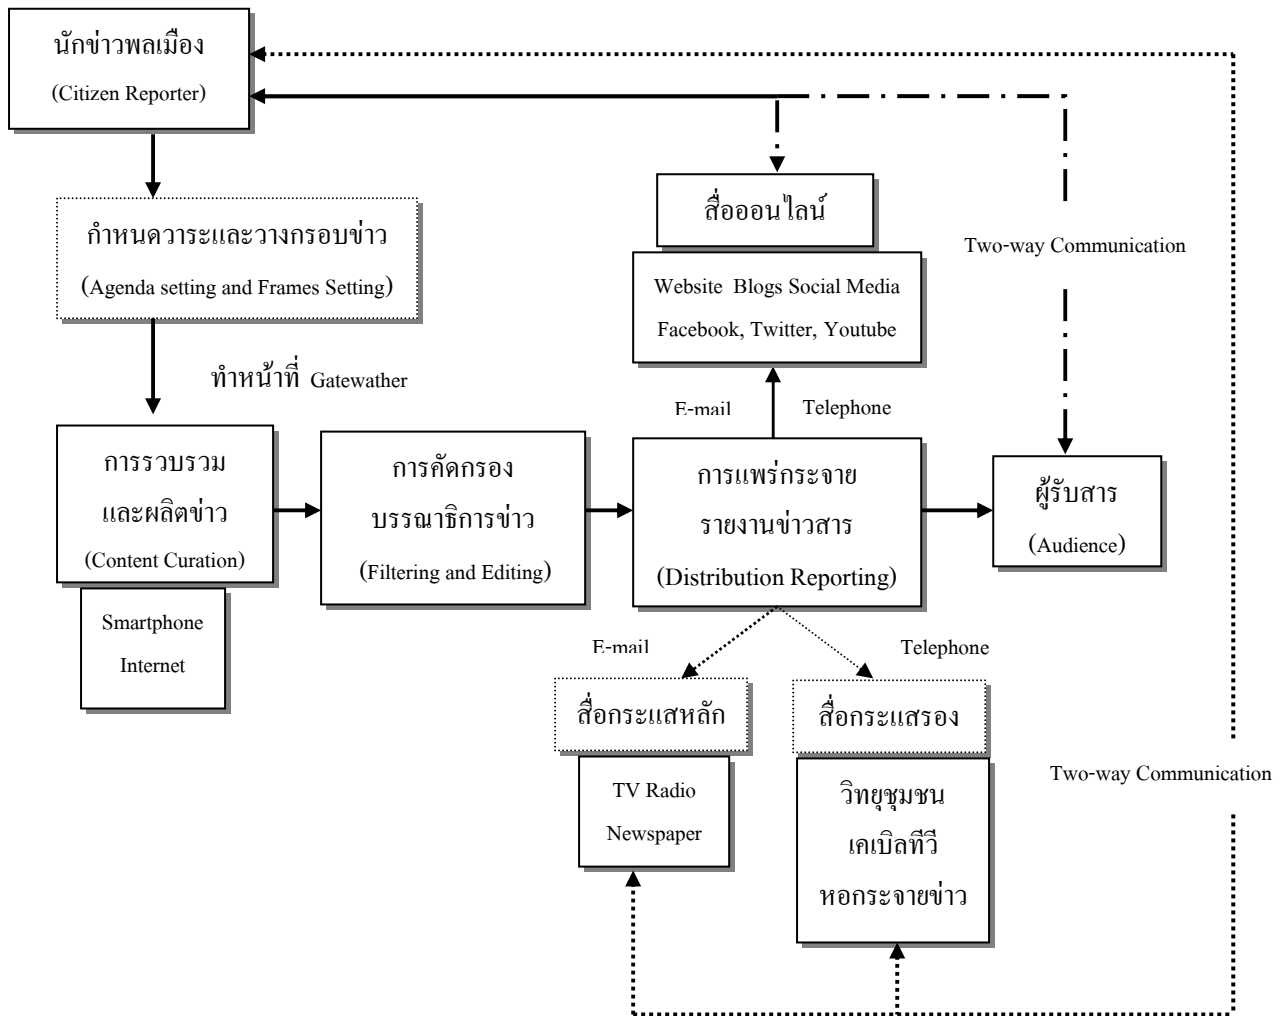 นักข่าวพลเมือง
(Citizen Reporter)
กำหนดวาระและวางกรอบข่าว
(Agenda setting and Frames Setting)
สื่อออนไลน์
Website Blogs Social Media
Facebook, Twitter, Youtube
Two-way Communication
ทำหน้าที่ Gatewather
E-mail
Telephone
การรวบรวม
และผลิตข่าว
(Content Curation)
Smartphone
Internet
การคัดกรอง
บรรณาธิการข่าว
(Filtering and Editing)
การแพร่กระจาย
รายงานข่าวสาร
(Distribution Reporting)
ผู้รับสาร
(Audience)
E-mail
Telephone
สื่อกระแสหลัก
TV Radio
Newspaper
สื่อกระแสรอง
วิทยุชุมชน
เคเบิลทีวี
หอกระจายข่าว
Two-way Communication